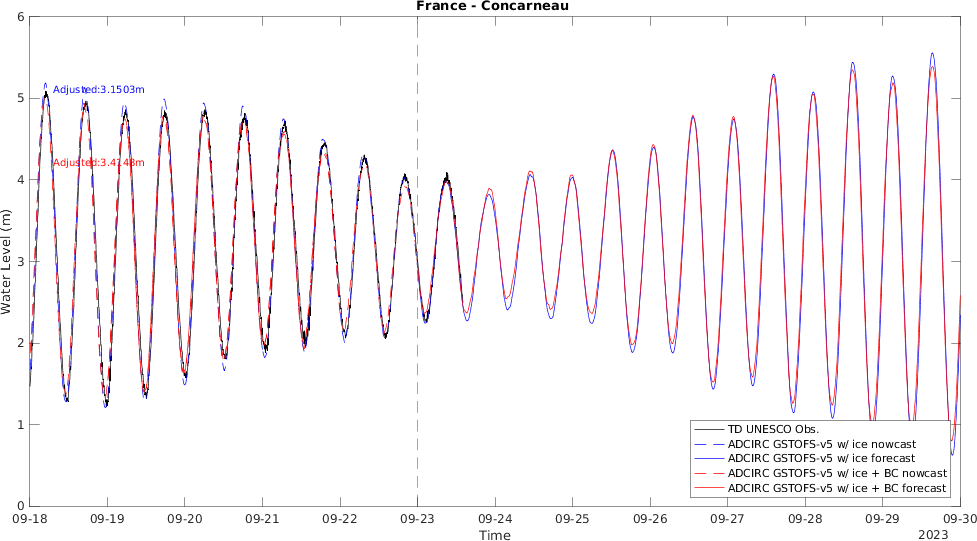 France - Concarneau
6
5
4
3
2
1
0
Water Level (m)
Adjusted:3.1503m
Adjusted:3.4148m
TD UNESCO Obs.
ADCIRC GSTOFS-v5 w/ ice nowcast
ADCIRC GSTOFS-v5 w/ ice forecast
ADCIRC GSTOFS-v5 w/ ice + BC nowcast
ADCIRC GSTOFS-v5 w/ ice + BC forecast
09-18 09-19 09-20 09-21 09-22 09-23 09-24 09-25 09-26 09-27 09-28 09-29 09-30
Time 2023